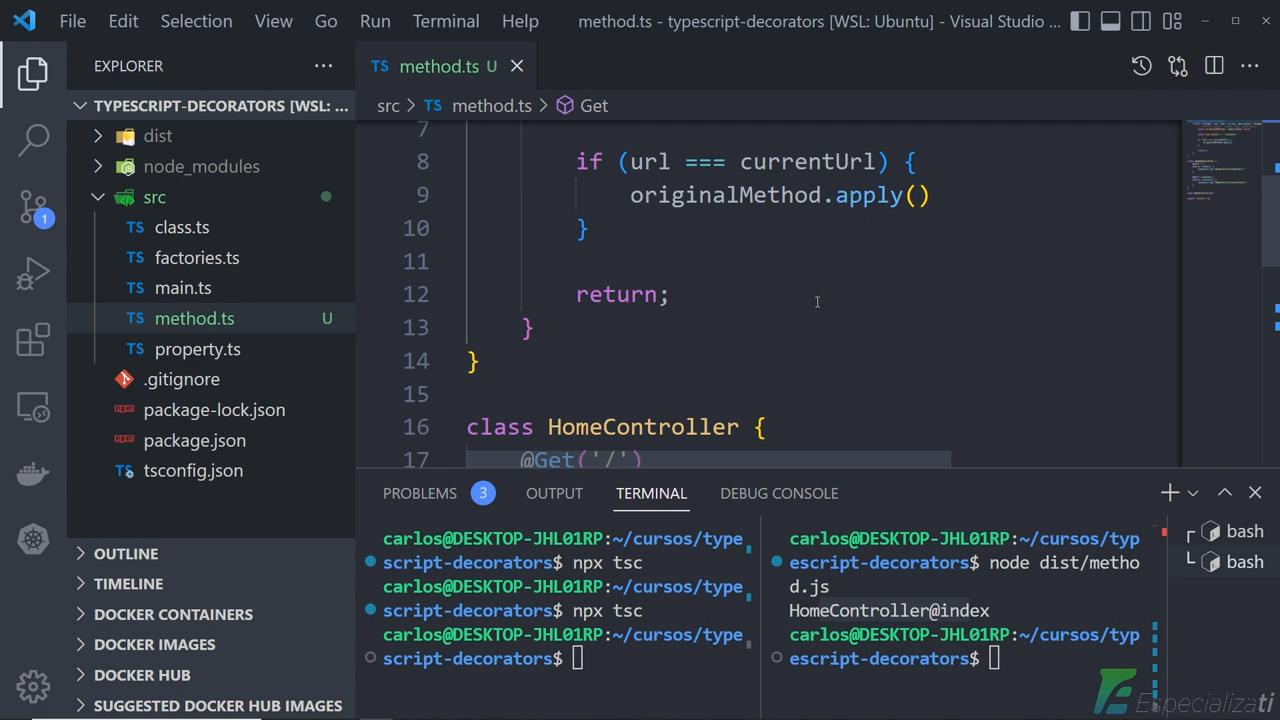 File Edit Selection View Go Run Terminal Help method.ts - typescript-decorators [WSL: Ubuntu] - Visual Studio ...
EXPLORER
TYPESCRIPT-DECORATORS [WSL: ...
dist
node_modules
src
TS class.ts
TS factories.ts
TS main.ts
TS method.ts U
TS property.ts
.gitignore
package-lock.json
package.json
TS tsconfig.json
OUTLINE
TIMELINE
DOCKER CONTAINERS
DOCKER IMAGES
DOCKER HUB
SUGGESTED DOCKER HUB IMAGES
1
TS method.ts U
src > TS method.ts > Get
7
8 if (url === currentUrl) {
9 originalMethod.apply()
10 }
11
12 return;
13 }
14 }
15
16 class HomeController {
17 @Get('/')
PROBLEMS 3 OUTPUT TERMINAL DEBUG CONSOLE
carlos@DESKTOP-JHL01RP:~/cursos/type
script-decorators$ npx tsc
carlos@DESKTOP-JHL01RP:~/cursos/type
script-decorators$ npx tsc
carlos@DESKTOP-JHL01RP:~/cursos/type
script-decorators$
carlos@DESKTOP-JHL01RP:~/cursos/typ
escript-decorators$ node dist/metho
d.js
HomeController@index
carlos@DESKTOP-JHL01RP:~/cursos/typ
escript-decorators$
bash
bash
Especializati